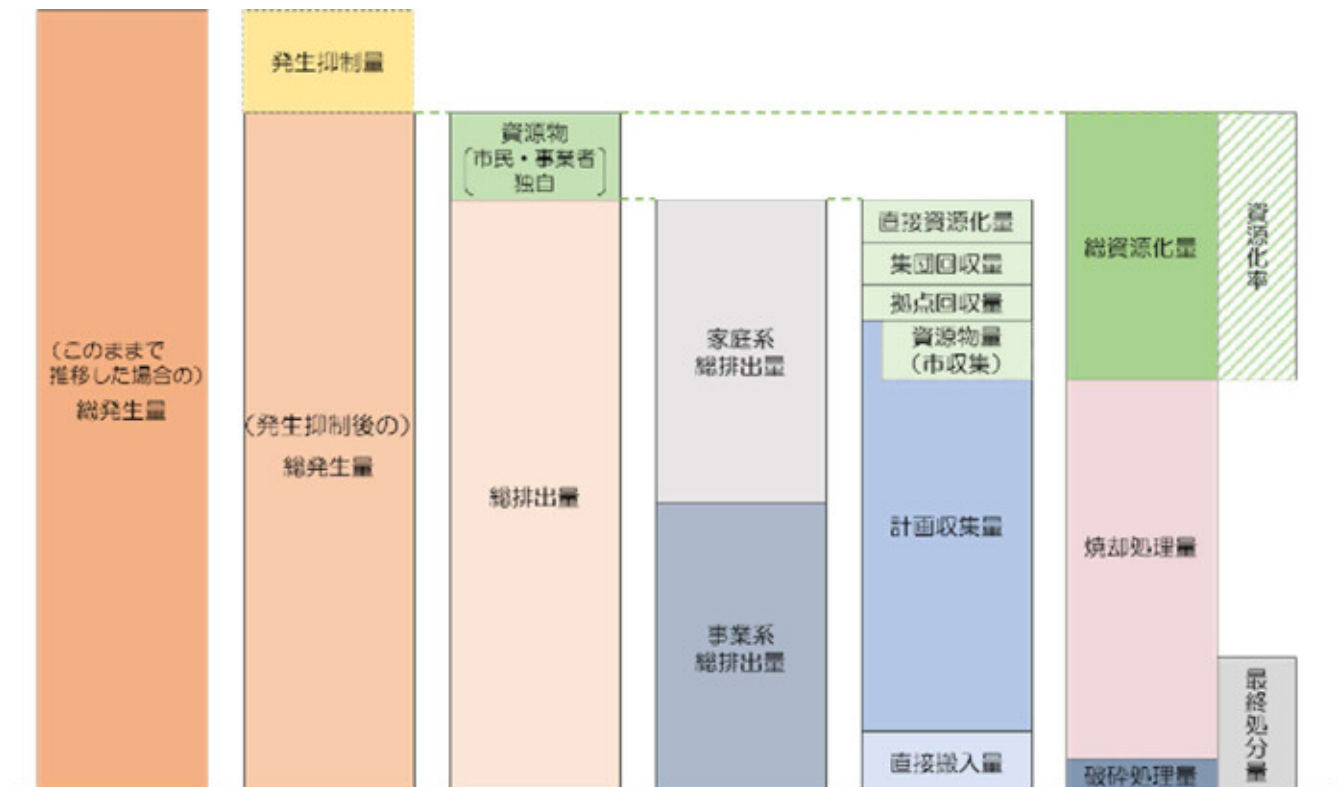 （このままで
推移した場合の）
総発生量
発生抑制量
（発生抑制後の）
総発生量
資源物
市民・事業者
独自
総排出量
家庭系
総排出量
事業系
総排出量
直接資源化量
集団回収量
拠点回収量
資源物量
（市収集）
計画収集量
直接搬入量
総資源化量
焼却処理量
破砕処理量
資源化率
最終処分量